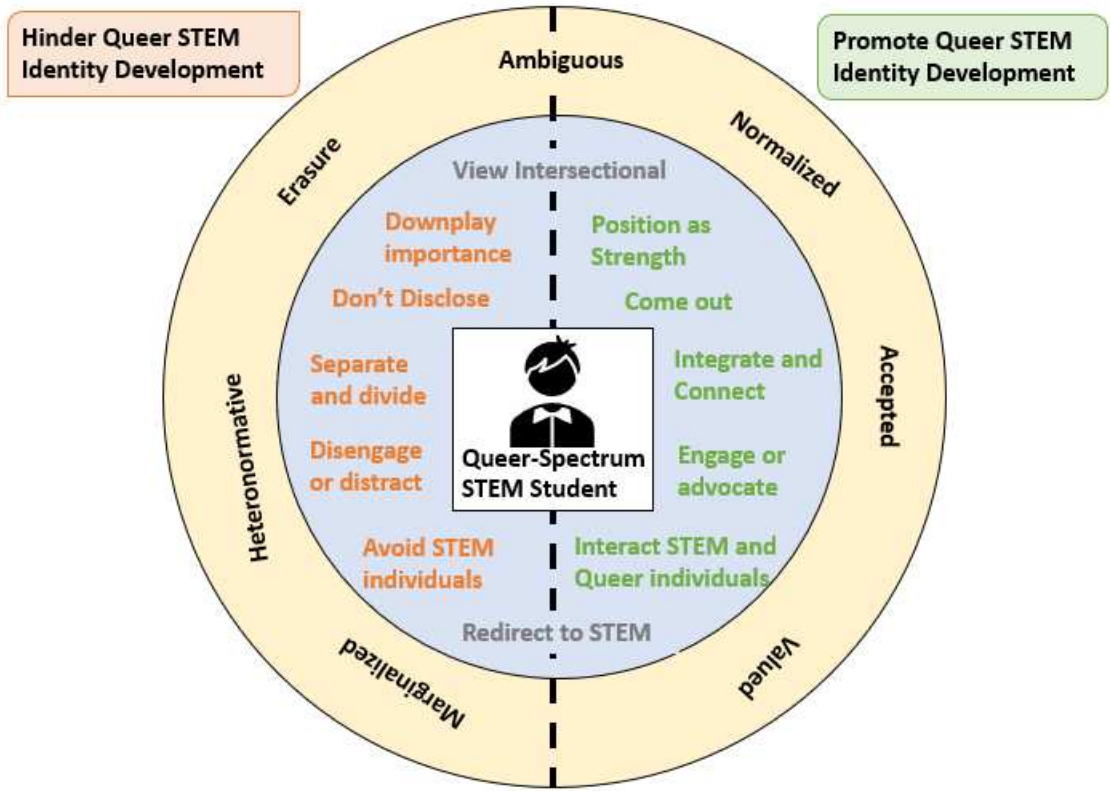 Hinder Queer STEM
Identity Development
Promote Queer STEM
Identity Development
Ambiguous
Erasure
Normalized
View Intersectional
Downplay
importance
Position as
Strength
Don't Disclose
Come out
Separate
and divide
Integrate and
Connect
Heteronormative
Accepted
Disengage
or distract
Queer-Spectrum
STEM Student
Engage or
advocate
Avoid STEM
individuals
Interact STEM and
Queer individuals
Redirect to STEM
Marginalized
Valued